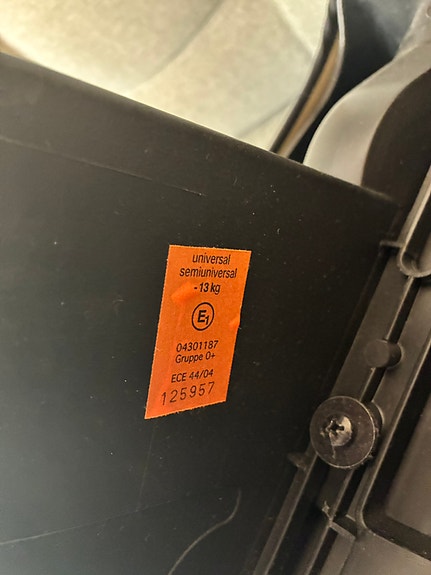 universal
semiuniversal
- 13 kg
E1
04301187
Gruppe 0+
ECE 44/04
125957